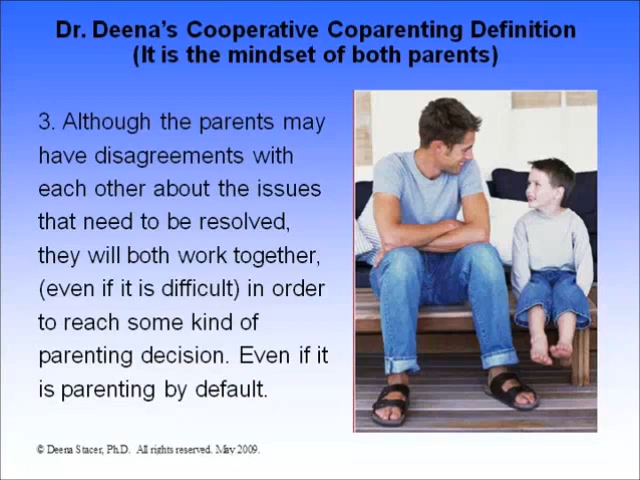 Dr. Deena's Cooperative Coparenting Definition
(It is the mindset of both parents)
3. Although the parents may
have disagreements with
each other about the issues
that need to be resolved,
they will both work together,
(even if it is difficult) in order
to reach some kind of
parenting decision. Even if it
is parenting by default.
© Deena Stacer, Ph.D. All rights reserved. May 2009.